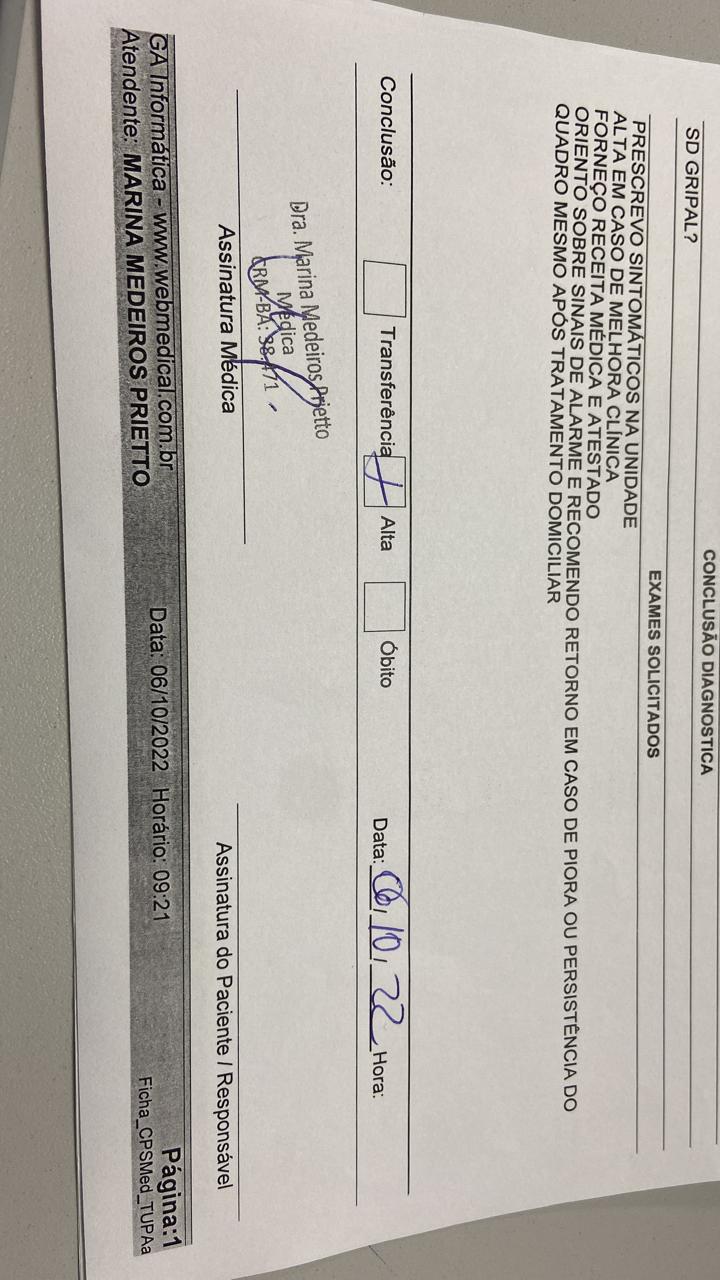 CONCLUSÃO DIAGNOSTICA
SD GRIPAL?
EXAMES SOLICITADOS
PRESCREVO SINTOMÁTICOS NA UNIDADE
ALTA EM CASO DE MELHORA CLÍNICA
FORNEÇO RECEITA MÉDICA E ATESTADO
ORIENTO SOBRE SINAIS DE ALARME E RECOMENDO RETORNO EM CASO DE PIORA OU PERSISTÊNCIA DO
QUADRO MESMO APÓS TRATAMENTO DOMICILIAR
Conclusão: Transferência Alta Óbito Data: 06/10/22 Hora:
Dra. Marina Medeiros Prietto
Médica
CRM-BA:
Assinatura Médica Assinatura do Paciente / Responsável
GA Informática - www.webmedical.com.br Data: 06/10/2022 Horário: 09:21 Página:1
Atendente: MARINA MEDEIROS PRIETTO Ficha_CPSMed_TUPAa